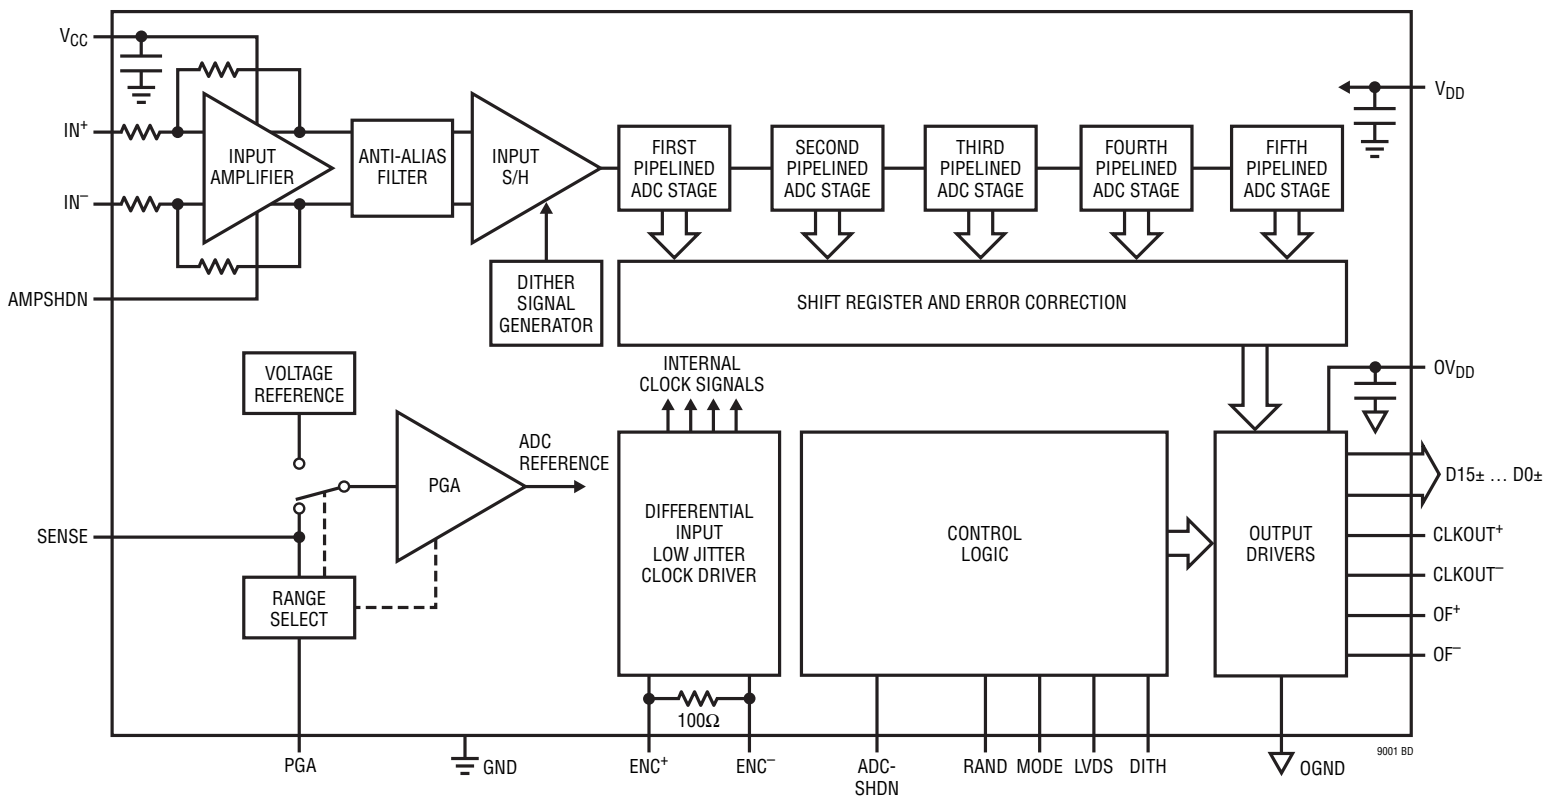 VCC
VDD
IN+
IN–
AMPSHDN
INPUT
AMPLIFIER
ANTI-ALIAS
FILTER
INPUT
S/H
FIRST
PIPELINED
ADC STAGE
SECOND
PIPELINED
ADC STAGE
THIRD
PIPELINED
ADC STAGE
FOURTH
PIPELINED
ADC STAGE
FIFTH
PIPELINED
ADC STAGE
DITHER
SIGNAL
GENERATOR
SHIFT REGISTER AND ERROR CORRECTION
VOLTAGE
REFERENCE
INTERNAL
CLOCK SIGNALS
OVDD
PGA
ADC
REFERENCE
SENSE
RANGE
SELECT
DIFFERENTIAL
INPUT
LOW JITTER
CLOCK DRIVER
CONTROL
LOGIC
OUTPUT
DRIVERS
D15± ... D0±
CLKOUT+
CLKOUT–
OF+
OF–
100Ω
PGA
GND
ENC+
ENC–
ADC-
SHDN
RAND
MODE
LVDS
DITH
OGND
9001 BD